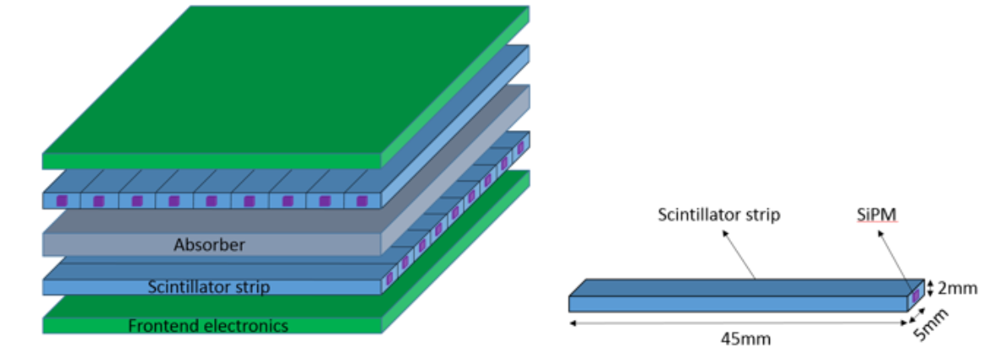 Absorber
Scintillator strip
Frontend electronics
Scintillator strip
SiPM
2mm
5mm
45mm